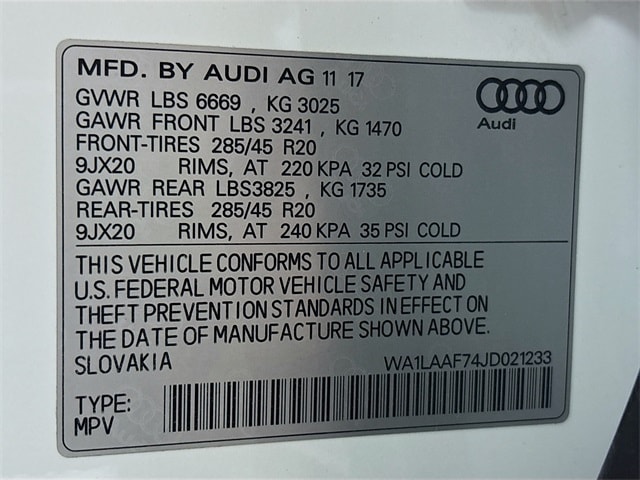 MFD. BY AUDI AG 11 17
GVWR LBS 6669 , KG 3025
GAWR FRONT LBS 3241 , KG 1470
FRONT-TIRES 285/45 R20
9JX20 RIMS, AT 220 KPA 32 PSI COLD
GAWR REAR LBS3825 , KG 1735
REAR-TIRES 285/45 R20
9JX20 RIMS, AT 240 KPA 35 PSI COLD
Audi
THIS VEHICLE CONFORMS TO ALL APPLICABLE
U.S. FEDERAL MOTOR VEHICLE SAFETY AND
THEFT PREVENTION STANDARDS IN EFFECT ON
THE DATE OF MANUFACTURE SHOWN ABOVE.
SLOVAKIA WA1LAAF74JD021233
TYPE:
MPV